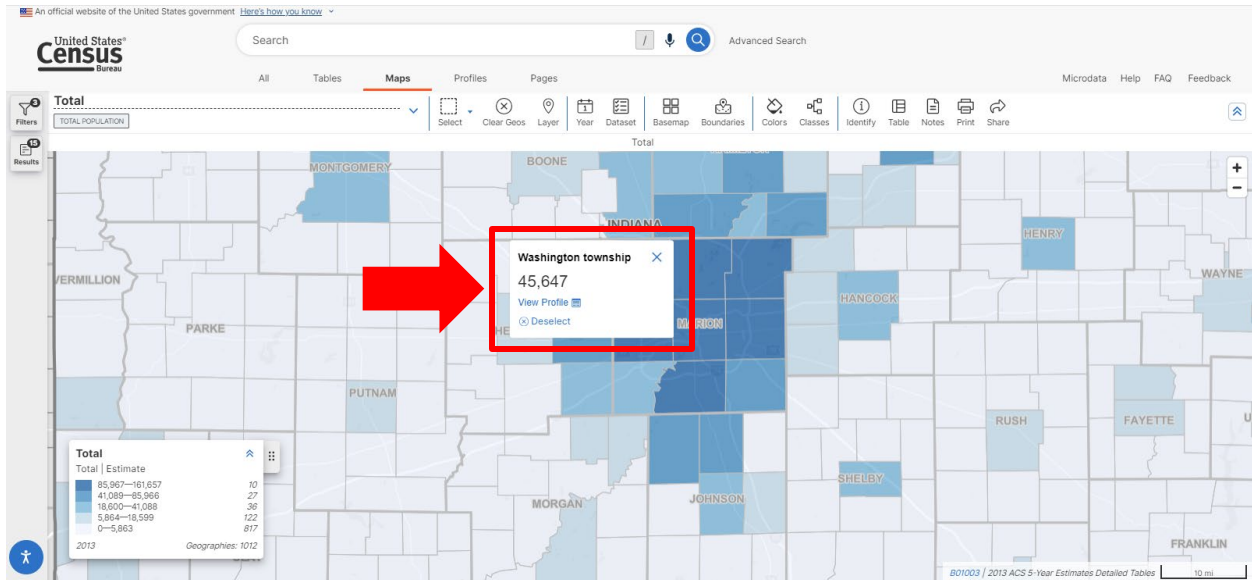 An official website of the United States government Here's how you know
United States®
Census
Bureau
Search
/
Advanced Search
All Tables Maps Profiles Pages
Microdata Help FAQ Feedback
3
Filters
15
Results
Total
TOTAL POPULATION
Select Clear Geos Layer Year Dataset Basemap Boundaries Colors Classes Identify Table Notes Print Share
Total
BOONE
MONTGOMERY
INDIANA
HENRY
Washington township
45,647
View Profile
Deselect
VERMILLION
WAYNE
HANCOCK
PARKE
HE
MARION
PUTNAM
RUSH
FAYETTE
U
SHELBY
MORGAN
JOHNSON
FRANKLIN
Total
Total | Estimate
85,967—161,657 10
41,089—85,966 27
18,600—41,088 36
5,864—18,599 122
0—5,863 817
2013 Geographies: 1012
+
−
B01003 | 2013 ACS 5-Year Estimates Detailed Tables
10 mi